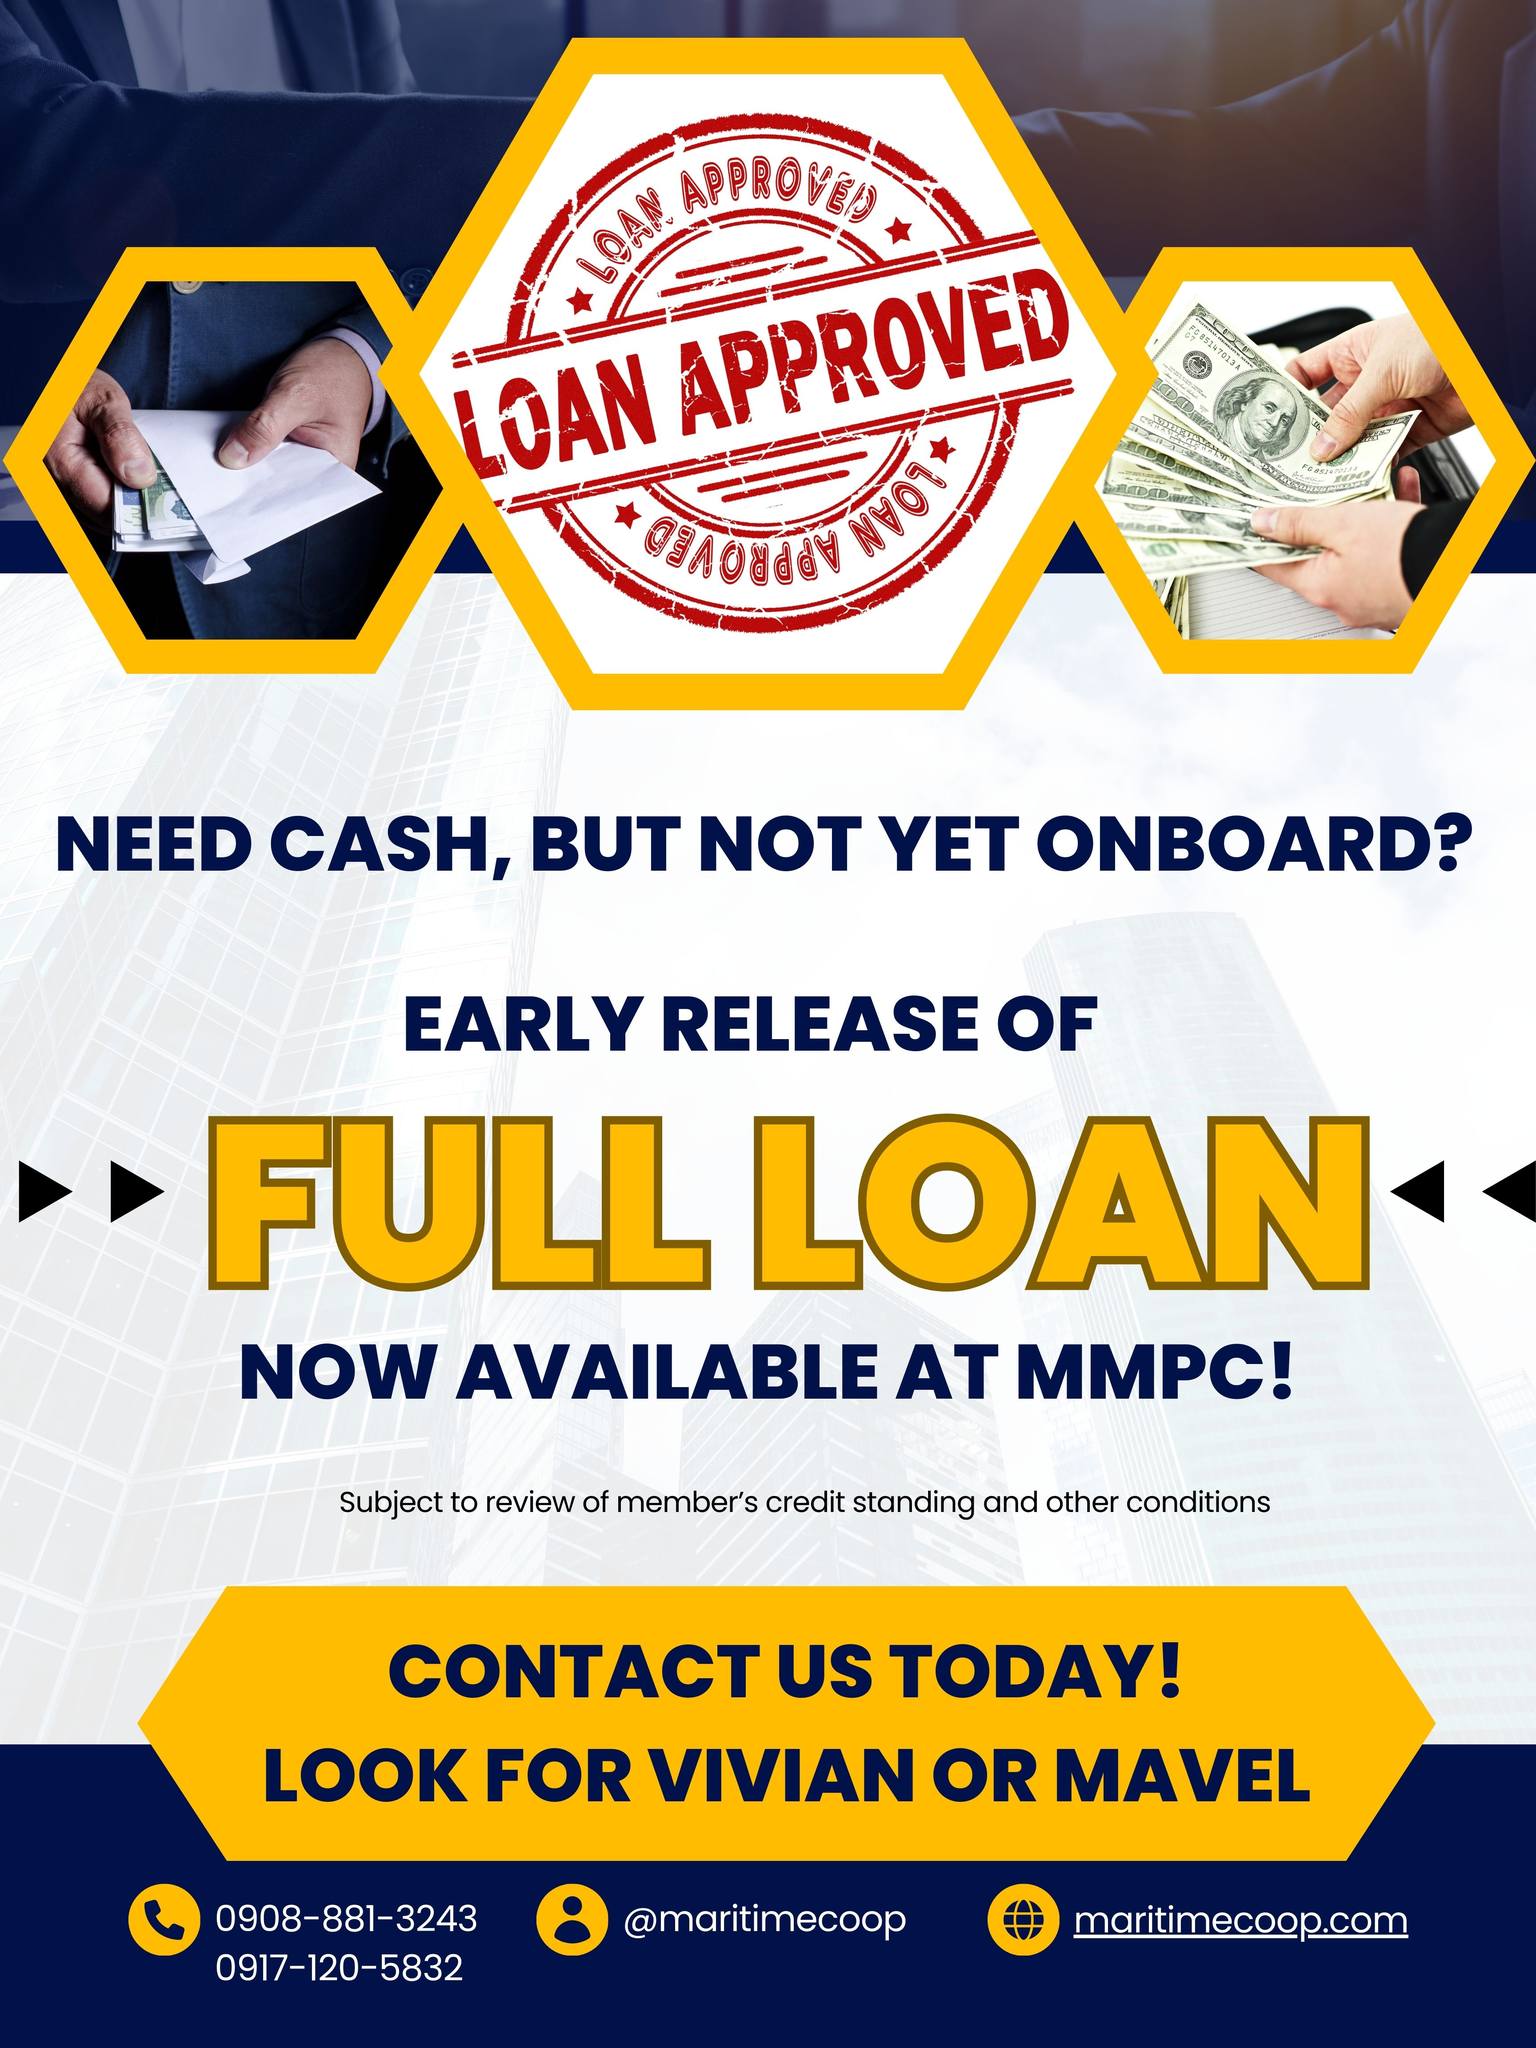 LOAN APPROVED
LOAN APPROVED
LOAN APPROVED
NEED CASH, BUT NOT YET ONBOARD?
EARLY RELEASE OF
FULL LOAN
NOW AVAILABLE AT MMPC!
Subject to review of member's credit standing and other conditions
CONTACT US TODAY!
LOOK FOR VIVIAN OR MAVEL
0908-881-3243
0917-120-5832
@maritimecoop
maritimecoop.com